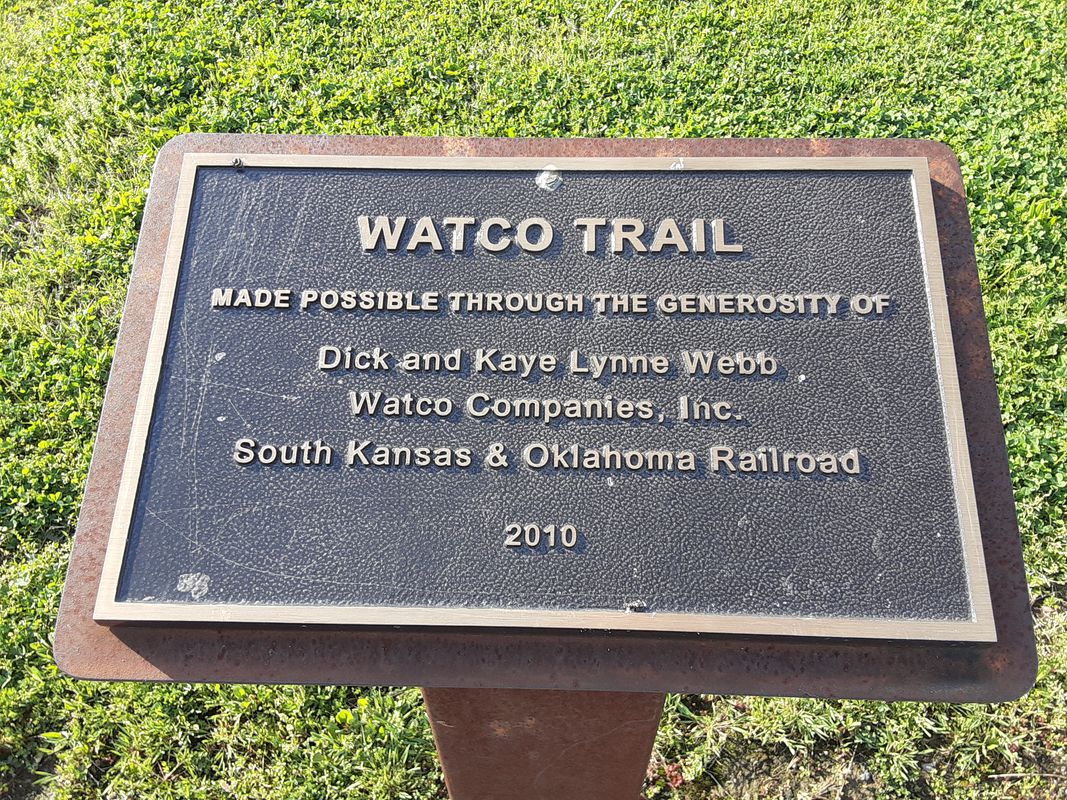 WATCO TRAIL
MADE POSSIBLE THROUGH THE GENEROSITY OF
Dick and Kaye Lynne Webb
Watco Companies, Inc.
South Kansas & Oklahoma Railroad
2010